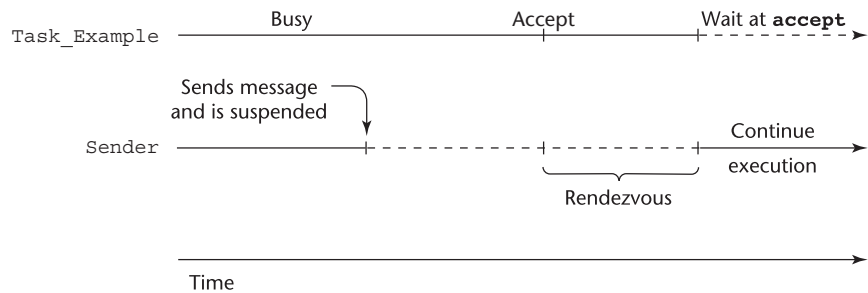 Busy
Accept
Wait at accept
Task_Example
Sends message
and is suspended
Sender
Continue
execution
Rendezvous
Time